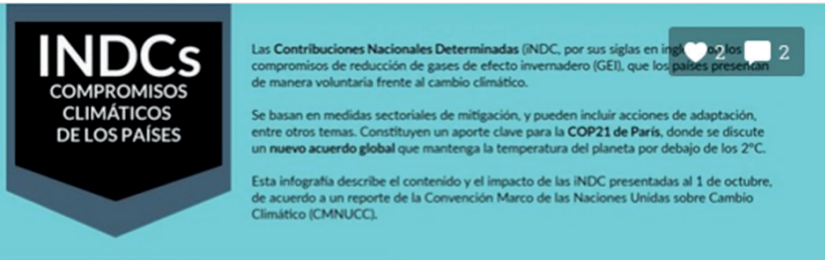 INDCs
COMPROMISOS
CLIMÁTICOS
DE LOS PAÍSES
Las Contribuciones Nacionales Determinadas (iNDC, por sus siglas en inglés) son los
compromisos de reducción de gases de efecto invernadero (GEI), que los países presentan
de manera voluntaria frente al cambio climático.
Se basan en medidas sectoriales de mitigación, y pueden incluir acciones de adaptación,
entre otros temas. Constituyen un aporte clave para la COP21 de París, donde se discute
un nuevo acuerdo global que mantenga la temperatura del planeta por debajo de los 2°C.
Esta infografía describe el contenido y el impacto de las iNDC presentadas al 1 de octubre,
de acuerdo a un reporte de la Convención Marco de las Naciones Unidas sobre Cambio
Climático (CMNUCC).
2 2